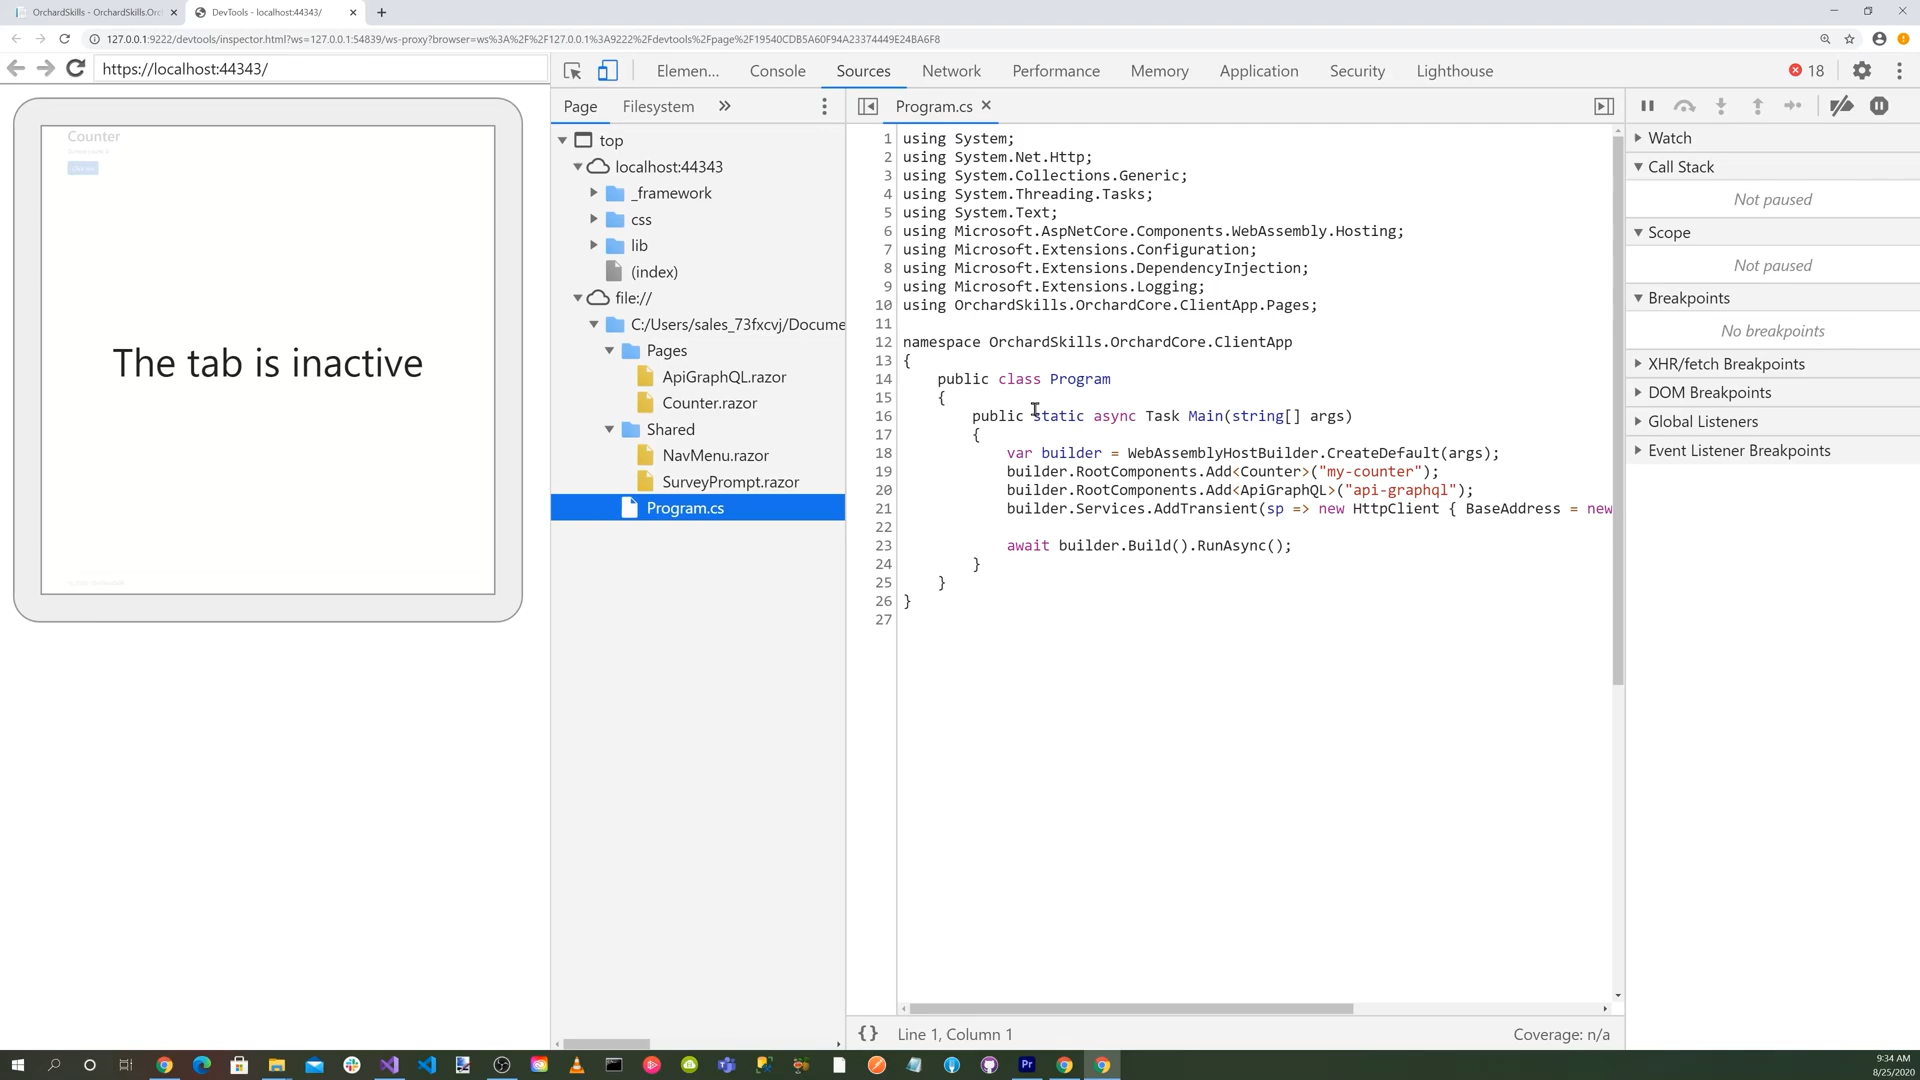 OrchardSkills - OrchardSkills.Orc
DevTools - localhost:44343/
127.0.0.1:9222/devtools/inspector.html?ws=127.0.0.1:54839/ws-proxy?browser=ws%3A%2F%2F127.0.0.1%3A9222%2Fdevtools%2Fpage%2F19540CDB5A60F94A23374449E24BA6F8
https://localhost:44343/
Elemen...
Console
Sources
Network
Performance
Memory
Application
Security
Lighthouse
18
Page
Filesystem
Program.cs
Counter
The tab is inactive
top
localhost:44343
_framework
css
lib
(index)
file://
C:/Users/sales_73fxcvj/Docume
Pages
ApiGraphQL.razor
Counter.razor
Shared
NavMenu.razor
SurveyPrompt.razor
Program.cs
1 using System;
2 using System.Net.Http;
3 using System.Collections.Generic;
4 using System.Threading.Tasks;
5 using System.Text;
6 using Microsoft.AspNetCore.Components.WebAssembly.Hosting;
7 using Microsoft.Extensions.Configuration;
8 using Microsoft.Extensions.DependencyInjection;
9 using Microsoft.Extensions.Logging;
10 using OrchardSkills.OrchardCore.ClientApp.Pages;
11
12 namespace OrchardSkills.OrchardCore.ClientApp
13 {
14 public class Program
15 {
16 public static async Task Main(string[] args)
17 {
18 var builder = WebAssemblyHostBuilder.CreateDefault(args);
19 builder.RootComponents.Add<Counter>("my-counter");
20 builder.RootComponents.Add<ApiGraphQL>("api-graphql");
21 builder.Services.AddTransient(sp => new HttpClient { BaseAddress = new
22
23 await builder.Build().RunAsync();
24 }
25 }
26 }
27
{ } Line 1, Column 1
Coverage: n/a
Watch
Call Stack
Not paused
Scope
Not paused
Breakpoints
No breakpoints
XHR/fetch Breakpoints
DOM Breakpoints
Global Listeners
Event Listener Breakpoints
Pr
9:34 AM
8/25/2020